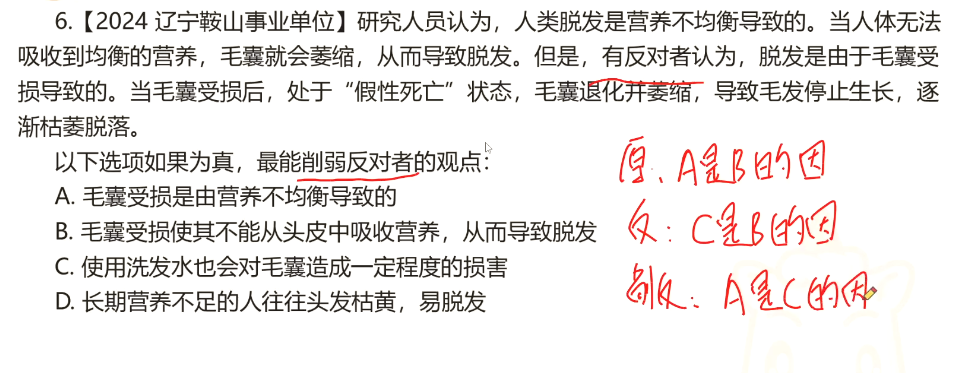 6.【2024 辽宁鞍山事业单位】研究人员认为，人类脱发是营养不均衡导致的。当人体无法
吸收到均衡的营养，毛囊就会萎缩，从而导致脱发。但是，有反对者认为，脱发是由于毛囊受
损导致的。当毛囊受损后，处于“假性死亡”状态，毛囊退化并萎缩，导致毛发停止生长，逐
渐枯萎脱落。
以下选项如果为真，最能削弱反对者的观点：
A. 毛囊受损是由营养不均衡导致的
B. 毛囊受损使其不能从头皮中吸收营养，从而导致脱发
C. 使用洗发水也会对毛囊造成一定程度的损害
D. 长期营养不足的人往往头发枯黄，易脱发
原：A是B的因
反：C是B的因
削反：A是C的因